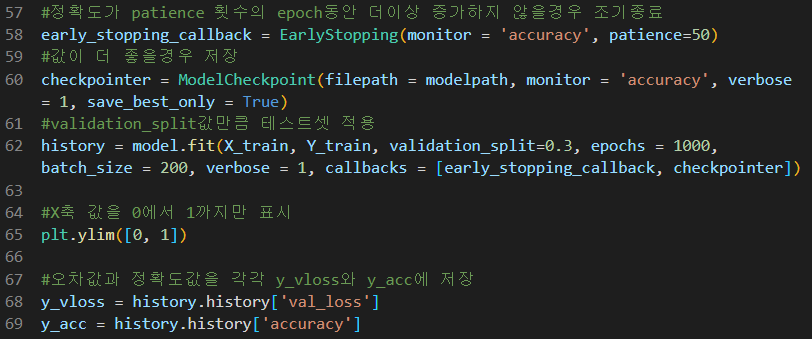 57 #정확도가 patience 횟수의 epoch동안 더이상 증가하지 않을경우 조기종료
58 early_stopping_callback = EarlyStopping(monitor = 'accuracy', patience=50)
59 #값이 더 좋을경우 저장
60 checkpointer = ModelCheckpoint(filepath = modelpath, monitor = 'accuracy', verbose
= 1, save_best_only = True)
61 #validation_split값만큼 테스트셋 적용
62 history = model.fit(X_train, Y_train, validation_split=0.3, epochs = 1000,
batch_size = 200, verbose = 1, callbacks = [early_stopping_callback, checkpointer])
63
64 #X축 값을 0에서 1까지만 표시
65 plt.ylim([0, 1])
66
67 #오차값과 정확도값을 각각 y_vloss와 y_acc에 저장
68 y_vloss = history.history['val_loss']
69 y_acc = history.history['accuracy']